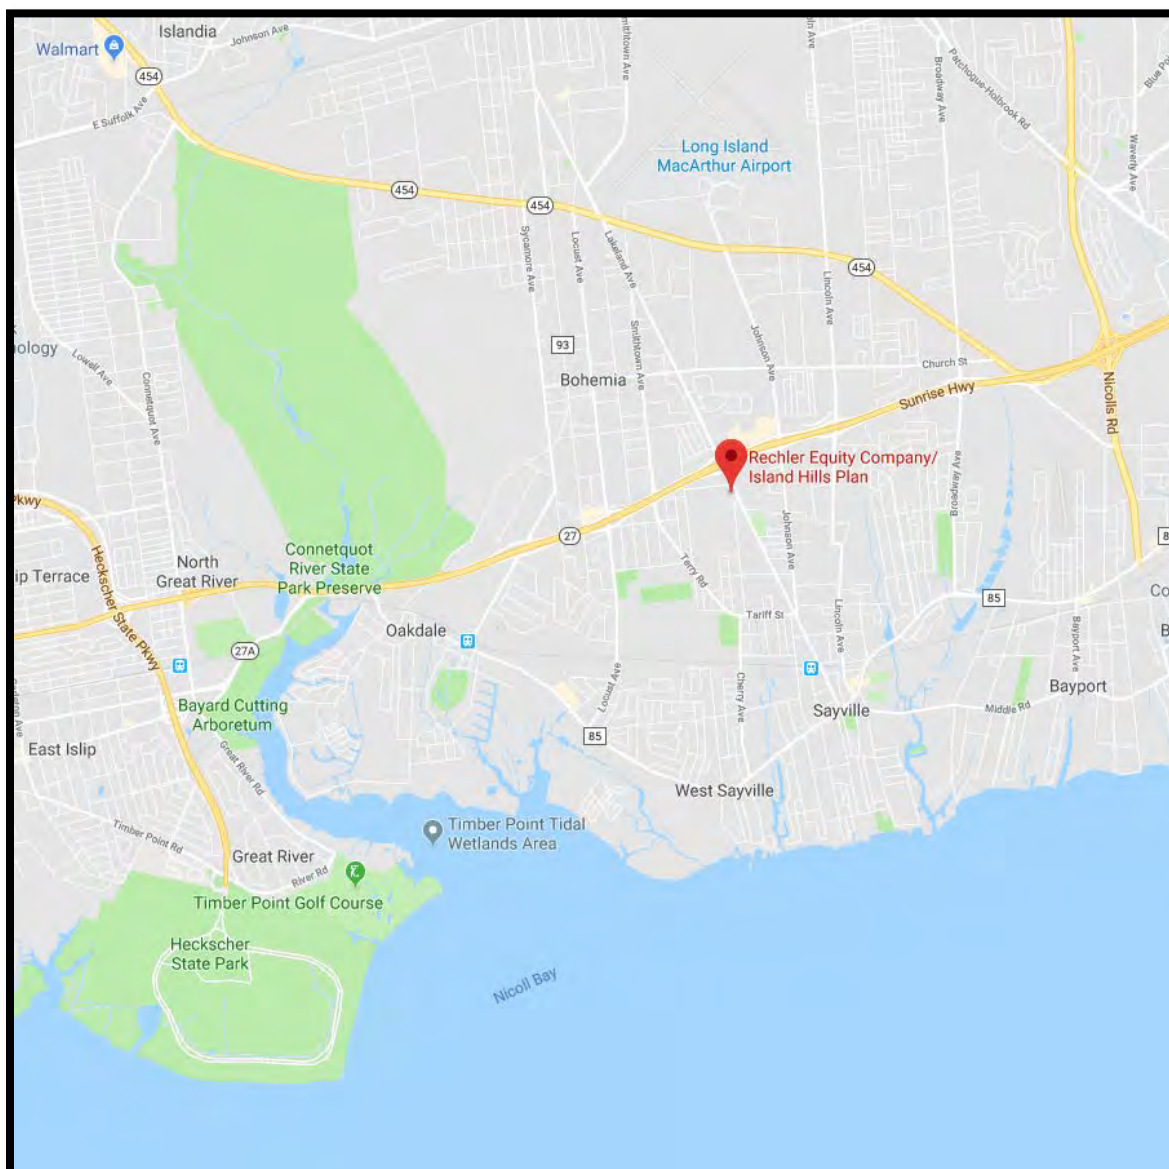 Islandia
Johnson Ave
Smithtown Ave
Broadway Ave
Patchogue-Holbrook Rd
Walmart
454
E Suffolk Ave
Waverly Ave
Long Island
MacArthur Airport
454
454
Sycamore Ave
Locust Ave
Lakeland Ave
454
Lincoln Ave
Johnson Ave
Smithtown Ave
93
Bohemia
Church St
Sunrise Hwy
Nicolls Rd
Lowell Ave
Connetquot Ave
Rechler Equity Company/
Island Hills Plan
Broadway Ave
Pkwy
Heckscher State Pkwy
27
Johnson Ave
Terry Rd
North
Great River
Connetquot
River State
Park Preserve
85
Tariff St
Lincoln Ave
Oakdale
27A
Bayport Ave
Bayport
Locust Ave
Cherry Ave
Sayville
Middle Rd
Bayard Cutting
Arboretum
85
East Islip
Great River Rd
West Sayville
Timber Point Tidal
Wetlands Area
Timber Point Rd
Great River
River Rd
Timber Point Golf Course
Heckscher
State Park
Nicoll Bay